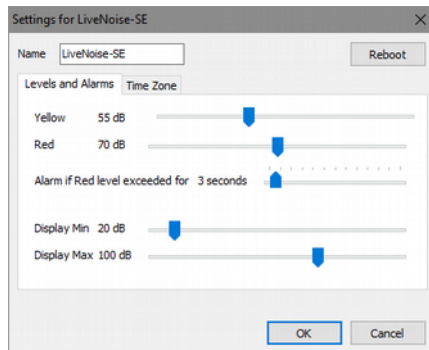 Settings for LiveNoise-SE
Name LiveNoise-SE Reboot
Levels and Alarms Time Zone
Yellow 55 dB
Red 70 dB
Alarm if Red level exceeded for 3 seconds
Display Min 20 dB
Display Max 100 dB
OK Cancel